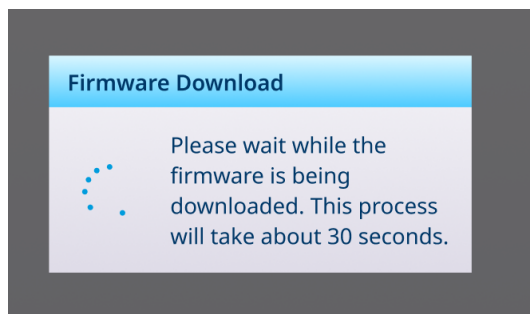 Firmware Download
Please wait while the
firmware is being
downloaded. This process
will take about 30 seconds.